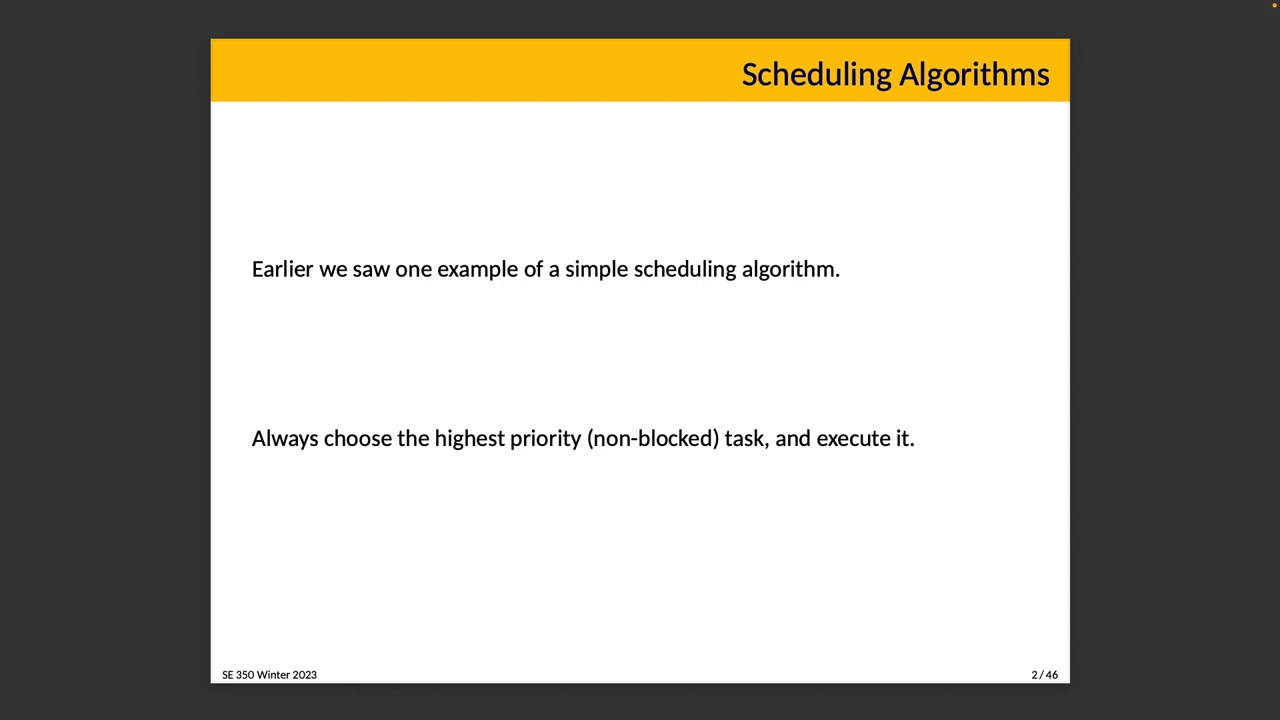 Scheduling Algorithms
Earlier we saw one example of a simple scheduling algorithm.
Always choose the highest priority (non-blocked) task, and execute it.
SE 350 Winter 2023
2 / 46